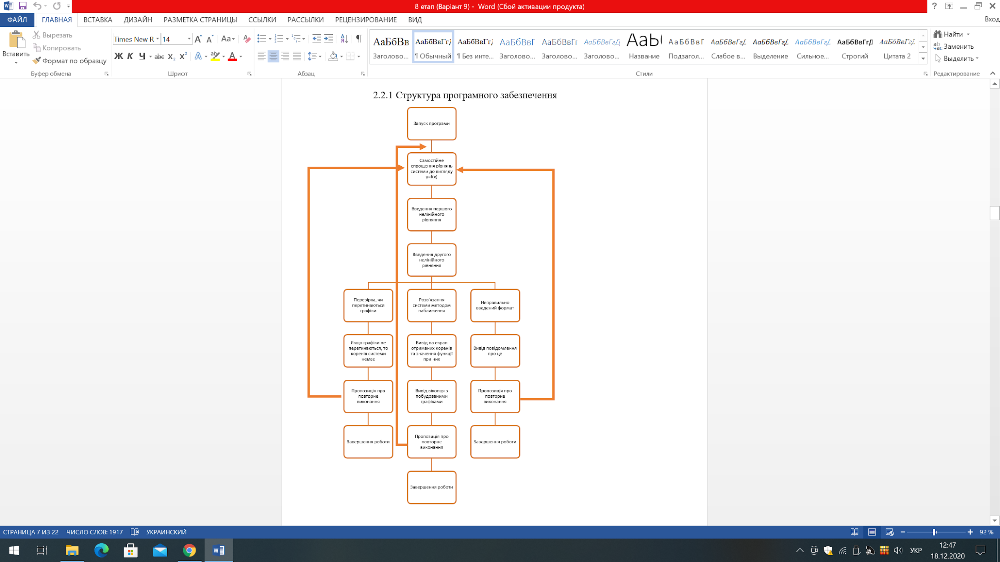 8 етап (Варіант 9) - Word (Сбой активации продукта)
ФАЙЛ ГЛАВНАЯ ВСТАВКА ДИЗАЙН РАЗМЕТКА СТРАНИЦЫ ССЫЛКИ РАССЫЛКИ РЕЦЕНЗИРОВАНИЕ ВИД Вход
Вставить
Вырезать
Копировать
Формат по образцу
Буфер обмена
Times New R 14
Aa
Ж К Ч abc x₂ x² A ab A
Шрифт
Абзац
АаБбВв АаБбВвГгД АаБбВвГгД АаБбВвГ АаБбВвГг АаБбВвГгД АаБ АаБбВвГ АаБбВвГгД АаБбВвГгД АаБбВвГгД АаБбВвГгД АаБбВвГгД
Заголово... ¶ Обычный ¶ Без инте... Заголово... Заголово... Заголово... Название Подзагол... Слабое в... Выделение Сильное... Строгий Цитата 2
Стили
Найти
Заменить
Выделить
Редактирование
2.2.1 Структура програмного забезпечення
Запуск програми
Самостійне
спрощення рівнянь
системи до вигляду
y=f(x)
Введення першого
нелінійного
рівняння
Введення другого
нелінійного
рівняння
Перевірка, чи
перетинаються
графіки
Розв'язання
системи методом
наближення
Неправильно
введений формат
Якщо графіки не
перетинаються, то
коренів системи
немає
Вивід на екран
отриманих коренів
та значення функції
при них
Вивід повідомлення
про це
Пропозиція про
повторне
виконання
Вивід віконця з
побудованими
графіками
Пропозиція про
повторне
виконання
Завершення роботи
Пропозиція про
повторне
виконання
Завершення роботи
Завершення роботи
СТРАНИЦА 7 ИЗ 22 ЧИСЛО СЛОВ: 1917 УКРАИНСКИЙ 92 %
УКР
12:47
18.12.2020